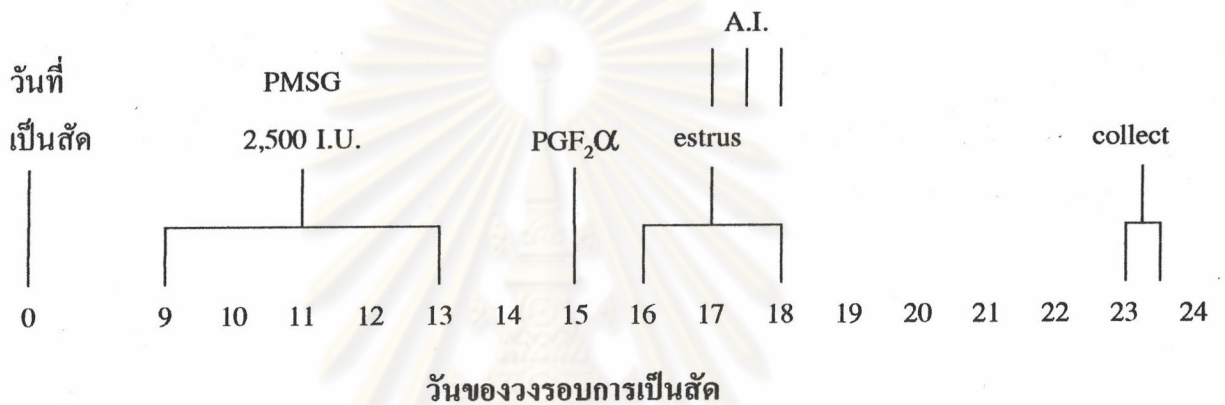 A.I.
วันที่ PMSG
เป็นสัด 2,500 I.U. PGF₂α estrus collect
0 9 10 11 12 13 14 15 16 17 18 19 20 21 22 23 24
วันของวงรอบการเป็นสัด